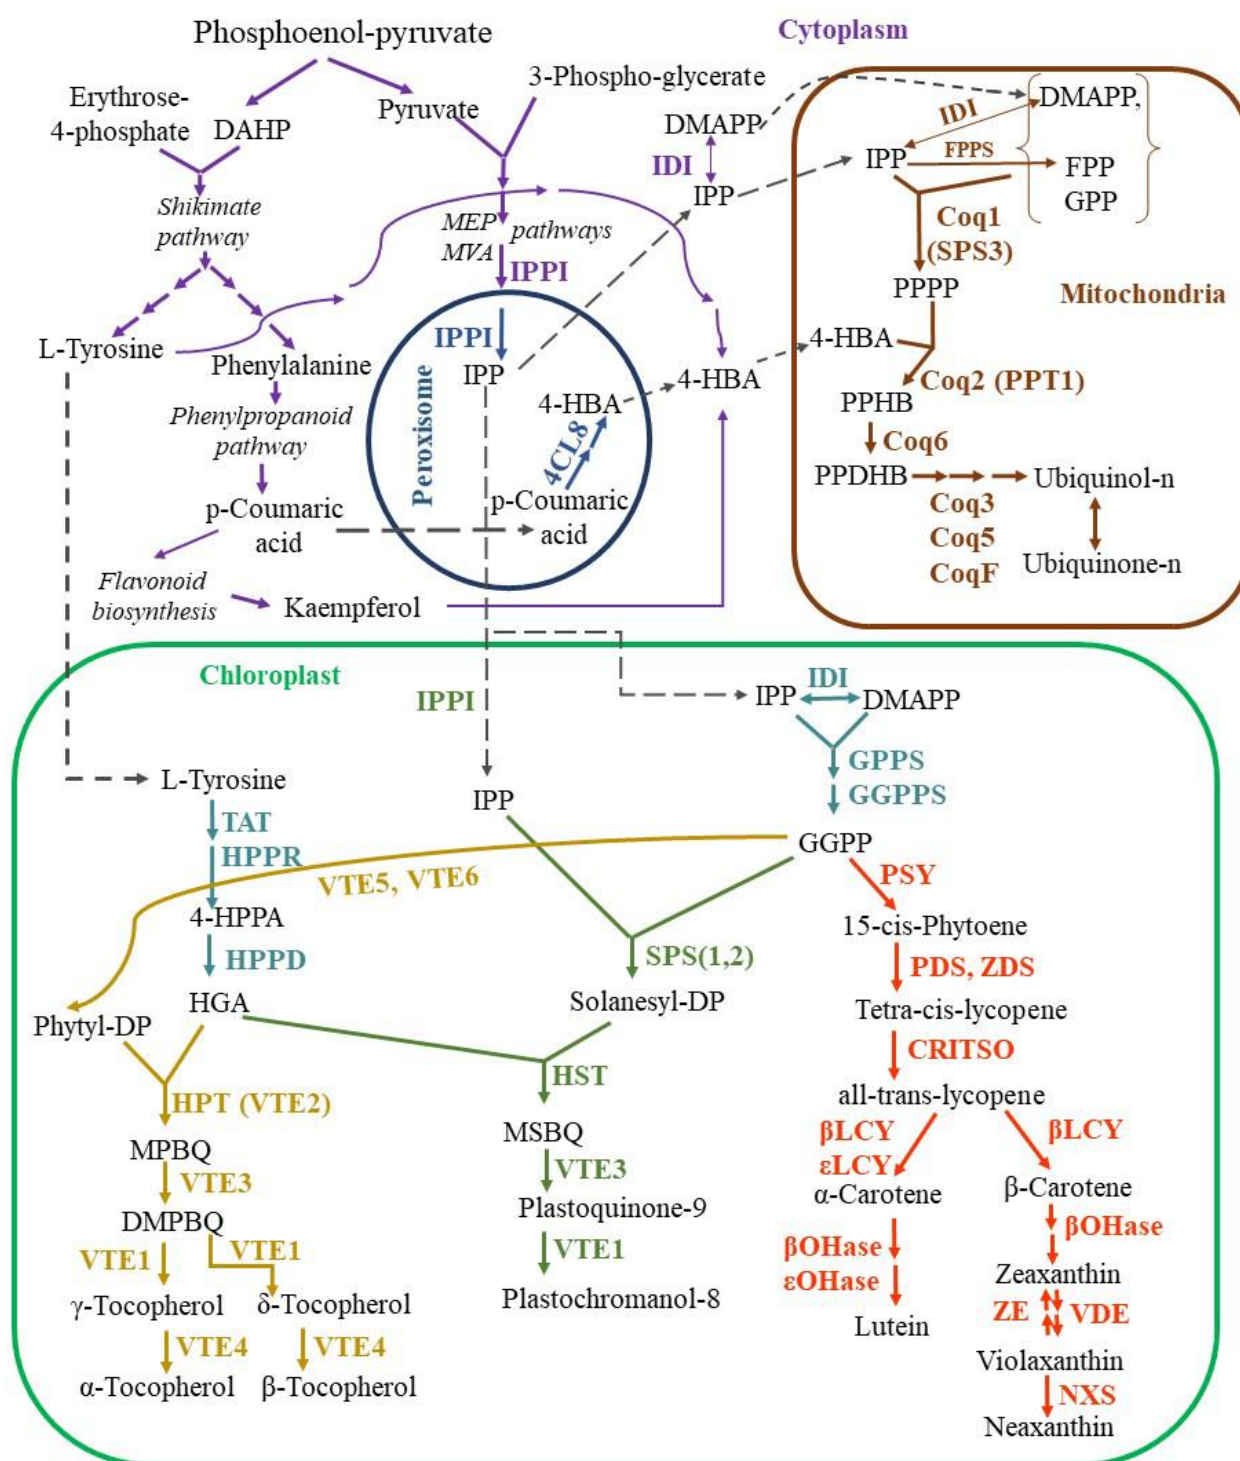 Phosphoenol-pyruvate
Cytoplasm
Erythrose-
4-phosphate
DAHP
Pyruvate
3-Phospho-glycerate
DMAPP
IDI
IPP
Shikimate
pathway
MEP
MVA
pathways
IPPI
L-Tyrosine
Phenylalanine
Phenylpropanoid
pathway
p-Coumaric
acid
Flavonoid
biosynthesis
Kaempferol
4-HBA
Peroxisome
IPPI
IPP
4-HBA
4CL8
p-Coumaric
acid
Mitochondria
DMAPP,
IDI
IPP
FPPS
FPP
GPP
Coq1
(SPS3)
PPPP
4-HBA
Coq2 (PPT1)
PPHB
Coq6
PPDHB
Ubiquinol-n
Coq3
Coq5
CoqF
Ubiquinone-n
Chloroplast
IPPI
IPP
IDI
DMAPP
GPPS
GGPPS
GGPP
L-Tyrosine
TAT
HPPR
4-HPPA
HPPD
HGA
IPP
VTE5, VTE6
SPS(1,2)
Solanesyl-DP
Phytyl-DP
HPT (VTE2)
MPBQ
VTE3
DMPBQ
VTE1
VTE1
γ-Tocopherol
δ-Tocopherol
VTE4
VTE4
α-Tocopherol
β-Tocopherol
HST
MSBQ
VTE3
Plastoquinone-9
VTE1
Plastochromanol-8
PSY
15-cis-Phytoene
PDS, ZDS
Tetra-cis-lycopene
CRITSO
all-trans-lycopene
βLCY
εLCY
βLCY
α-Carotene
β-Carotene
βOHase
εOHase
βOHase
Lutein
Zeaxanthin
ZE
VDE
Violaxanthin
NXS
Neaxanthin